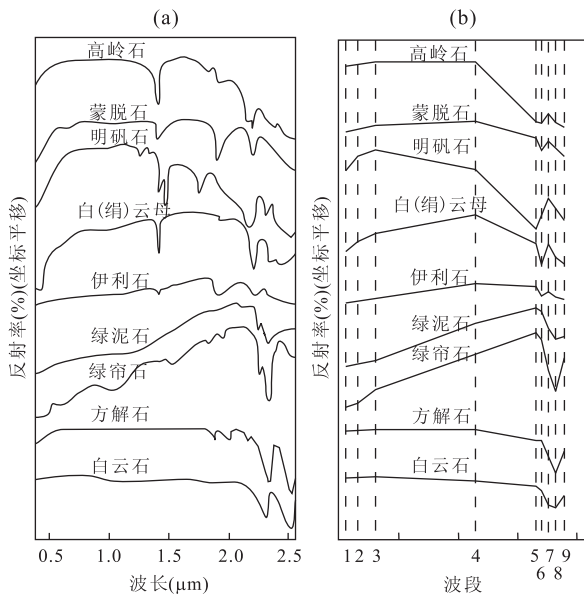 (a)
高岭石
蒙脱石
明矾石
白(绢)云母
伊利石
绿泥石
绿帘石
方解石
白云石
反射率(%)(坐标平移)
0.5 1.0 1.5 2.0 2.5
波长(μm)
(b)
高岭石
蒙脱石
明矾石
白(绢)云母
伊利石
绿泥石
绿帘石
方解石
白云石
反射率(%)(坐标平移)
1 2 3 4 5 7 9
6 8
波段